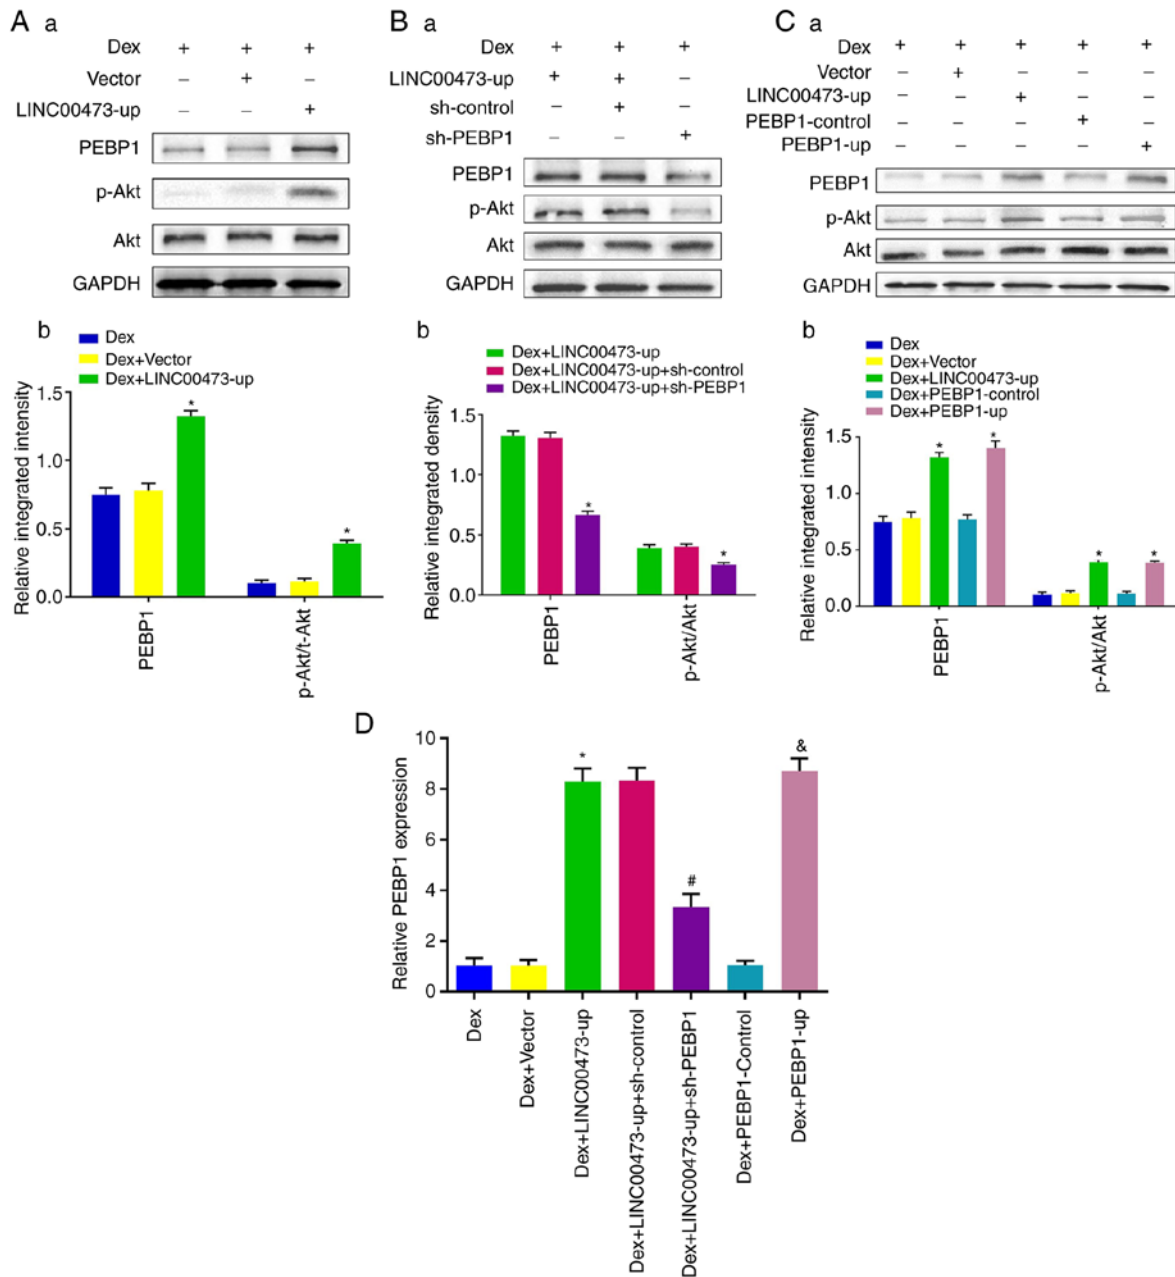 A a
Dex + + +
Vector − + −
LINC00473-up − − +
PEBP1
p-Akt
Akt
GAPDH
b
Dex
Dex+Vector
Dex+LINC00473-up
Relative integrated intensity
1.5
1.0
0.5
0.0
*
*
PEBP1
p-Akt/t-Akt
B a
Dex + + +
LINC00473-up + + −
sh-control − + −
sh-PEBP1 − − +
PEBP1
p-Akt
Akt
GAPDH
b
Dex+LINC00473-up
Dex+LINC00473-up+sh-control
Dex+LINC00473-up+sh-PEBP1
Relative integrated density
1.5
1.0
0.5
0.0
*
*
PEBP1
p-Akt/Akt
C a
Dex + + + + +
Vector − + − − −
LINC00473-up − − + − −
PEBP1-control − − − + −
PEBP1-up − − − − +
PEBP1
p-Akt
Akt
GAPDH
b
Dex
Dex+Vector
Dex+LINC00473-up
Dex+PEBP1-control
Dex+PEBP1-up
Relative integrated intensity
1.5
1.0
0.5
0.0
*
*
*
*
PEBP1
p-Akt/Akt
D
Relative PEBP1 expression
10
8
6
4
2
0
*
#
&
Dex
Dex+Vector
Dex+LINC00473-up
Dex+LINC00473-up+sh-control
Dex+LINC00473-up+sh-PEBP1
Dex+PEBP1-Control
Dex+PEBP1-up